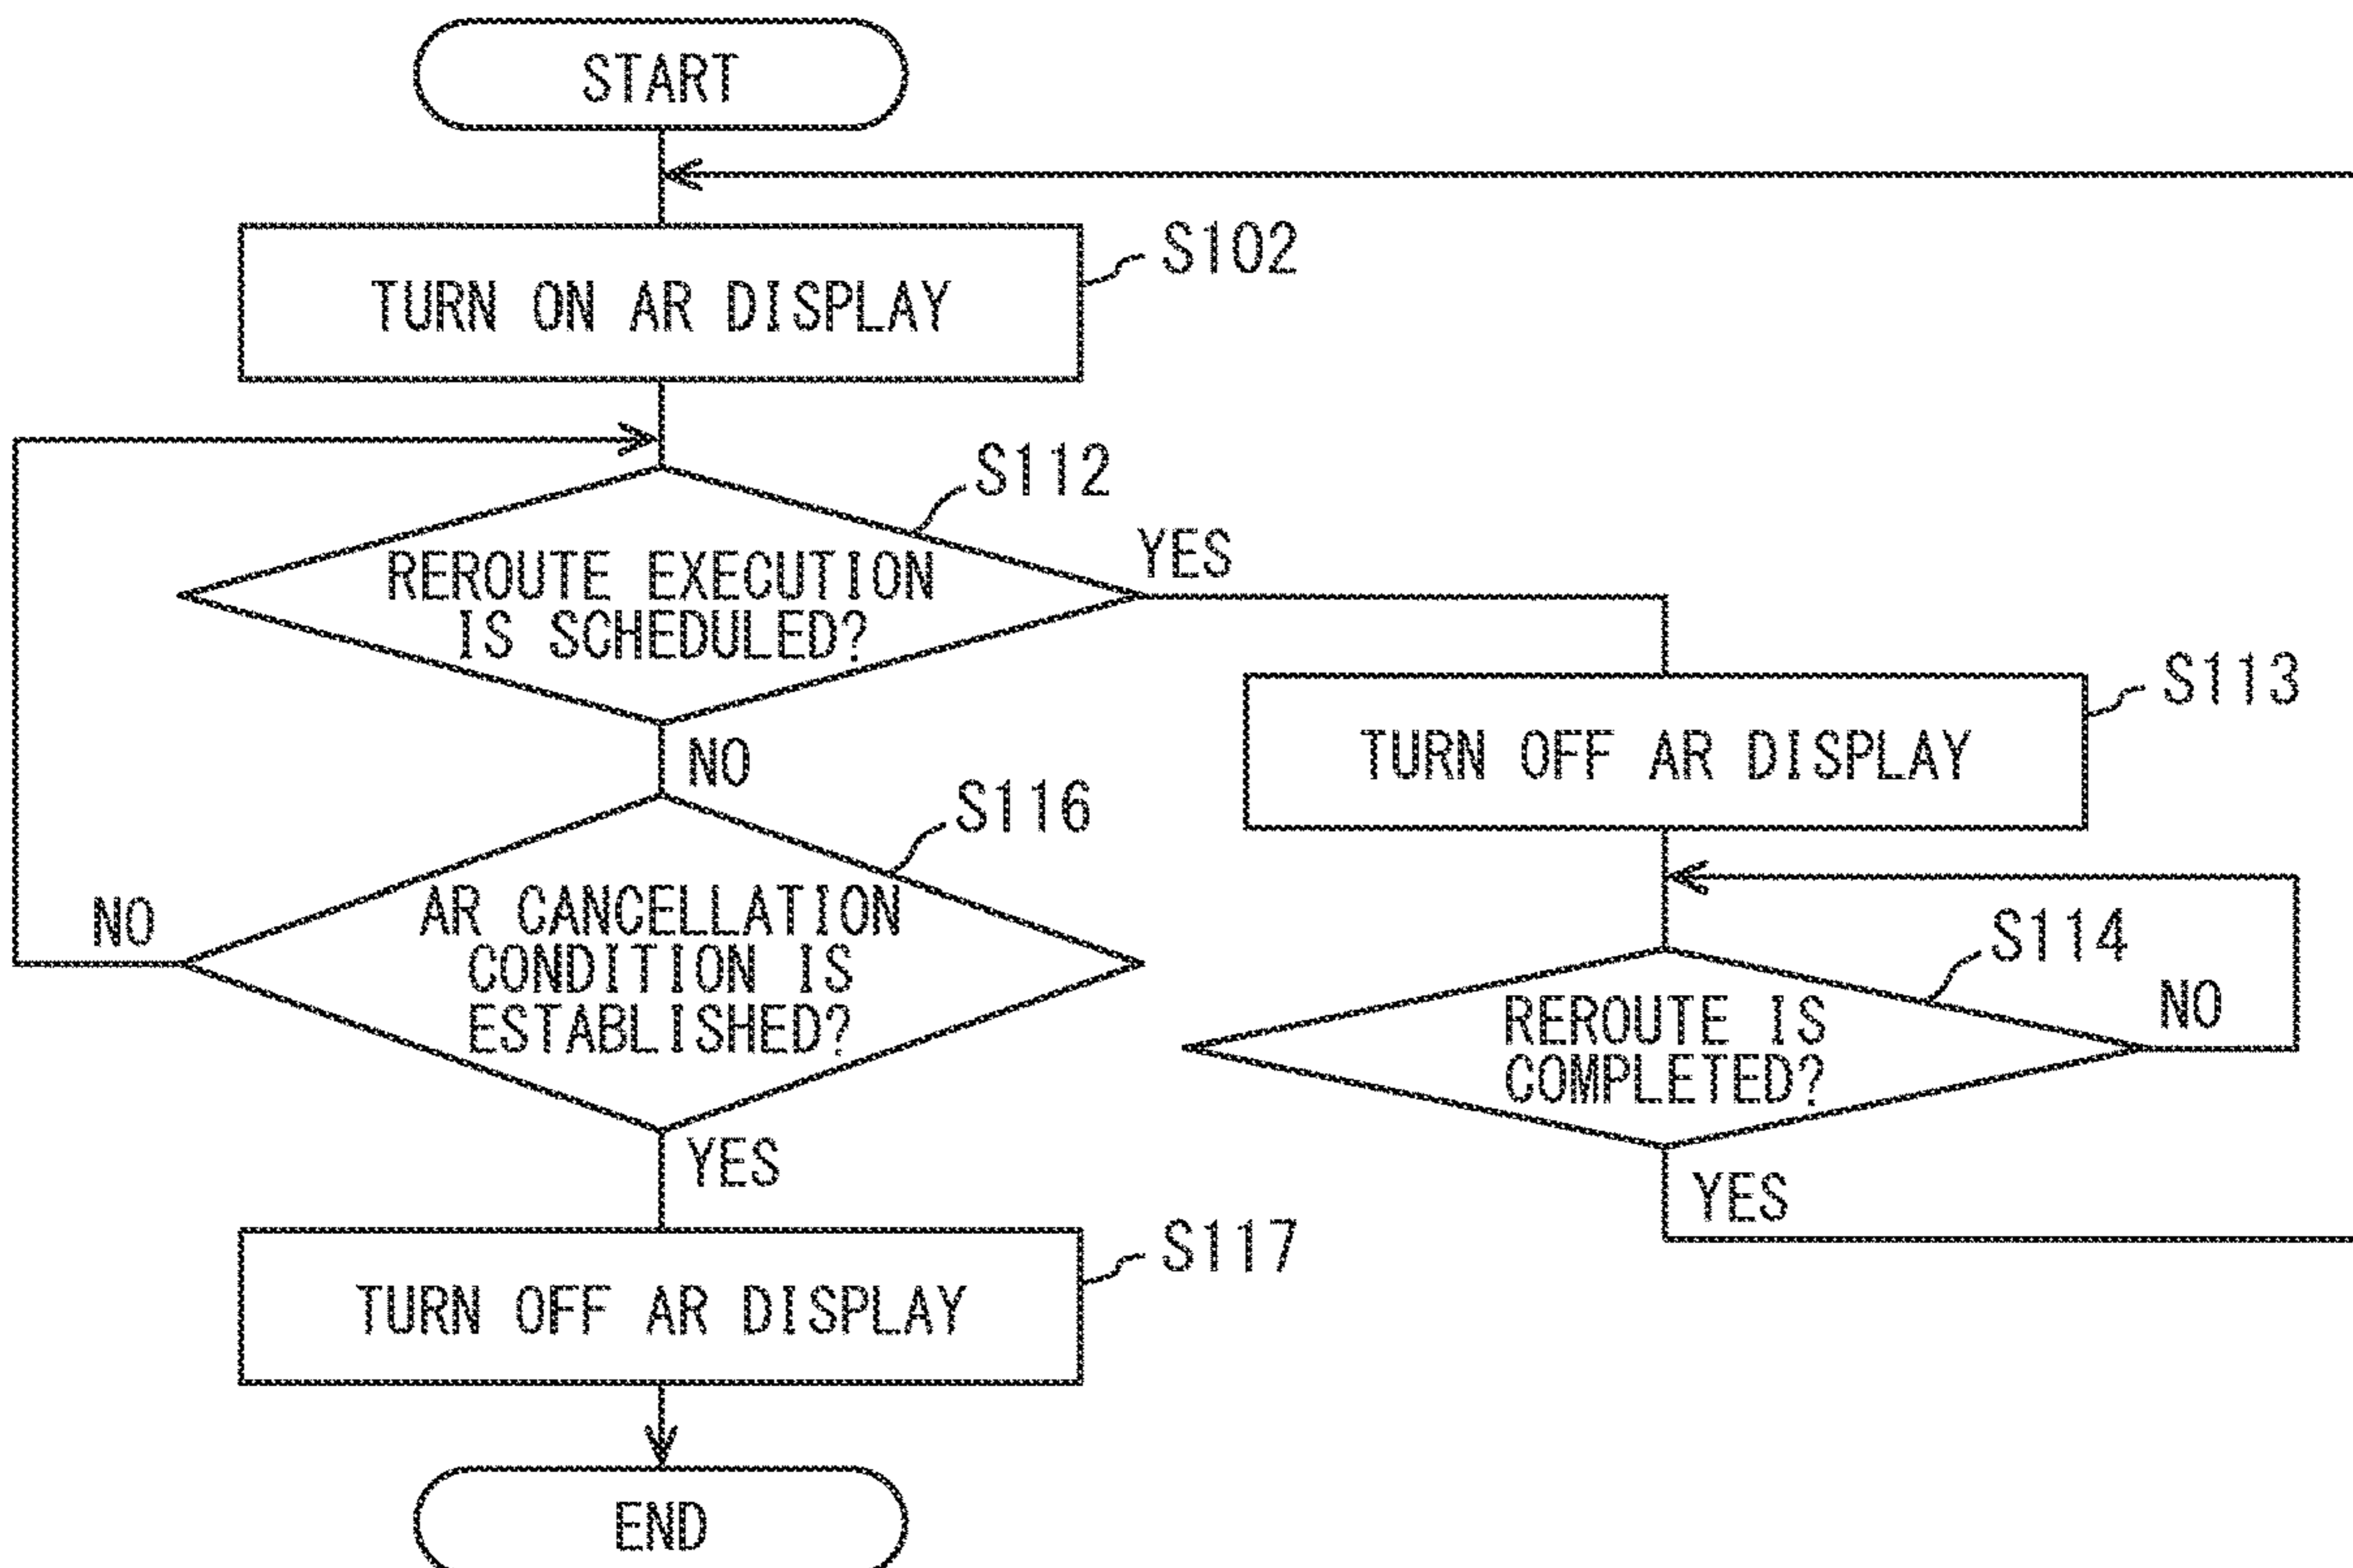 START
S102
TURN ON AR DISPLAY
S112
YES
REROUTE EXECUTION
IS SCHEDULED?
NO
S113
TURN OFF AR DISPLAY
S116
NO
AR CANCELLATION
CONDITION IS
ESTABLISHED?
S114
NO
REROUTE IS
COMPLETED?
YES
YES
S117
TURN OFF AR DISPLAY
END